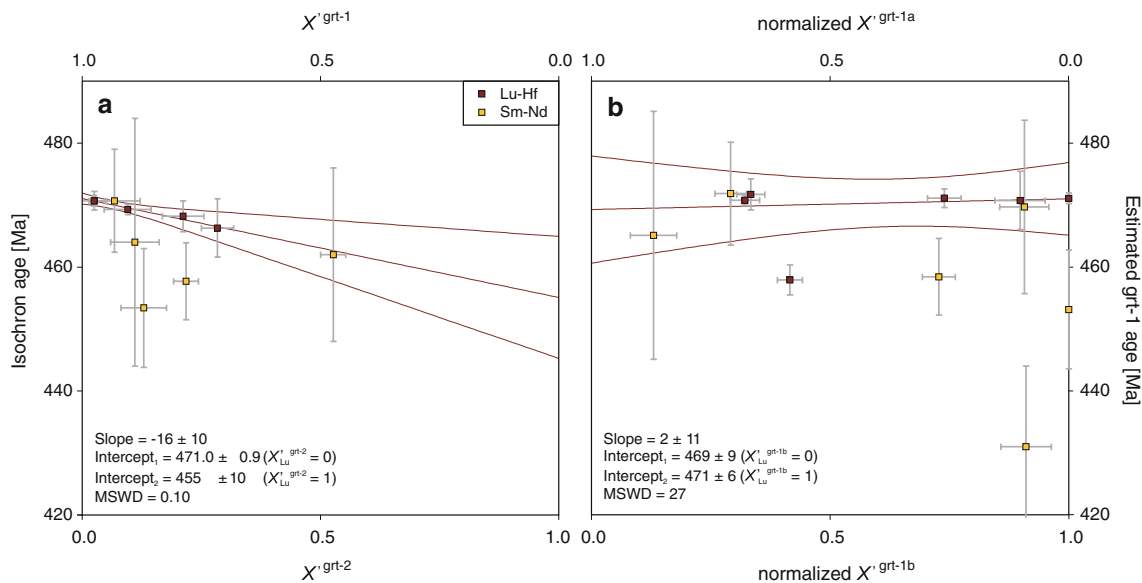 X’ grt-1
normalized X’ grt-1a
1.0 0.5 0.0
1.0 0.5 0.0
a
Lu-Hf
Sm-Nd
b
Isochron age [Ma]
480
460
440
420
480
460
440
420
Estimated grt-1 age [Ma]
Slope = -16 ± 10
Intercept₁ = 471.0 ± 0.9 (X’ Lu grt-2 = 0)
Intercept₂ = 455 ±10 (X’ Lu grt-2 = 1)
MSWD = 0.10
Slope = 2 ± 11
Intercept₁ = 469 ± 9 (X’ Lu grt-1b = 0)
Intercept₂ = 471 ± 6 (X’ Lu grt-1b = 1)
MSWD = 27
0.0 0.5 1.0
0.0 0.5 1.0
X’ grt-2
normalized X’ grt-1b